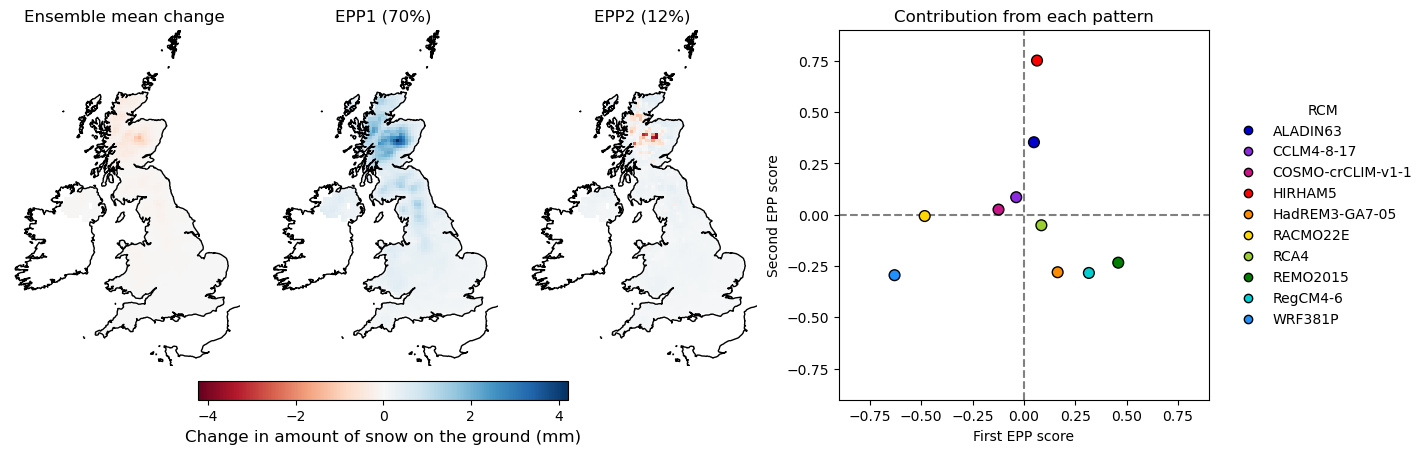 Ensemble mean change
EPP1 (70%)
EPP2 (12%)
Contribution from each pattern
−4
−2
0
2
4
Change in amount of snow on the ground (mm)
Second EPP score
0.75
0.50
0.25
0.00
−0.25
−0.50
−0.75
−0.75
−0.50
−0.25
0.00
0.25
0.50
0.75
First EPP score
RCM
ALADIN63
CCLM4-8-17
COSMO-crCLIM-v1-1
HIRHAM5
HadREM3-GA7-05
RACMO22E
RCA4
REMO2015
RegCM4-6
WRF381P